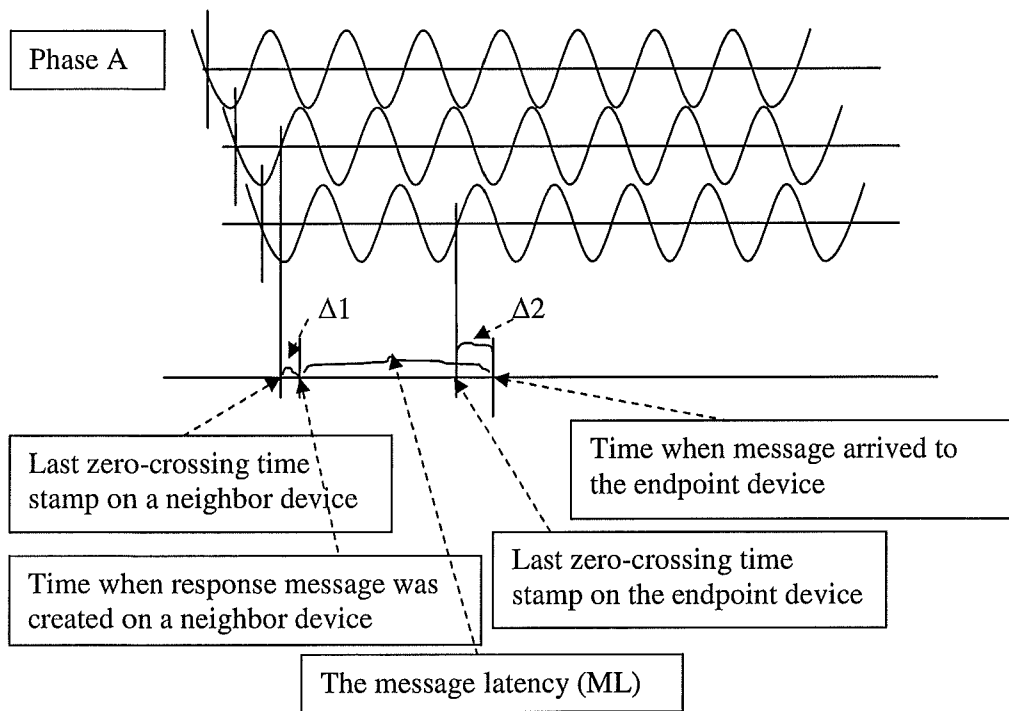 Phase A
Δ1
Δ2
Last zero-crossing time
stamp on a neighbor device
Time when message arrived to
the endpoint device
Time when response message was
created on a neighbor device
Last zero-crossing time
stamp on the endpoint device
The message latency (ML)